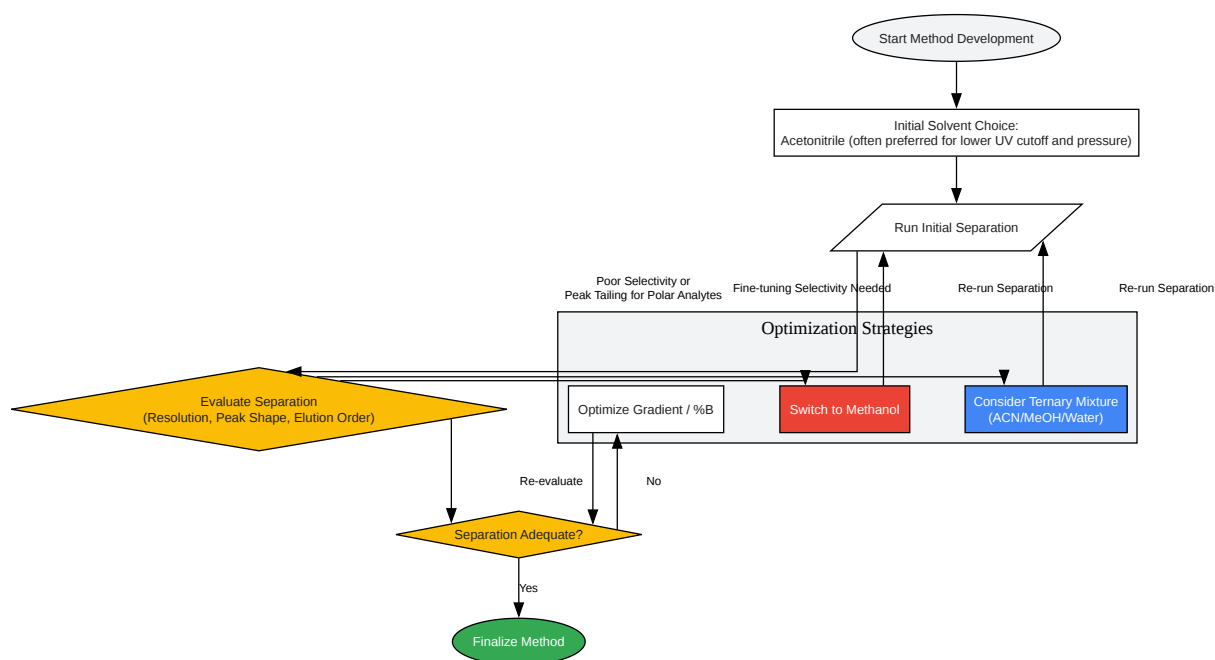 Start Method Development
Initial Solvent Choice:
Acetonitrile (often preferred for lower UV cutoff and pressure)
Run Initial Separation
Poor Selectivity or
Peak Tailing for Polar Analytes
Fine-tuning Selectivity Needed
Re-run Separation
Re-run Separation
Optimization Strategies
Evaluate Separation
(Resolution, Peak Shape, Elution Order)
Optimize Gradient / %B
Switch to Methanol
Consider Ternary Mixture
(ACN/MeOH/Water)
Re-evaluate
No
Separation Adequate?
Yes
Finalize Method